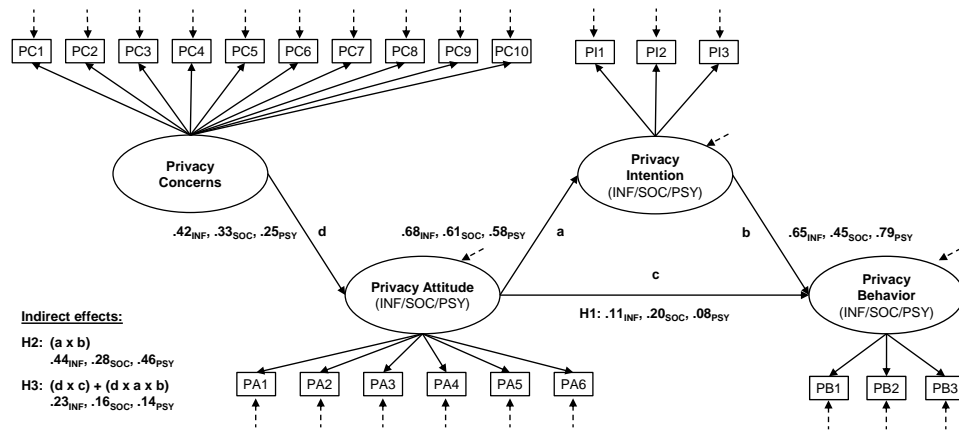 PC1 PC2 PC3 PC4 PC5 PC6 PC7 PC8 PC9 PC10
PI1 PI2 PI3
Privacy
Concerns
Privacy
Intention
(INF/SOC/PSY)
.42INF, .33SOC, .25PSY
d
.68INF, .61SOC, .58PSY
a
b
.65INF, .45SOC, .79PSY
c
Privacy Attitude
(INF/SOC/PSY)
H1: .11INF, .20SOC, .08PSY
Privacy
Behavior
(INF/SOC/PSY)
Indirect effects:
H2: (a x b)
.44INF, .28SOC, .46PSY
H3: (d x c) + (d x a x b)
.23INF, .16SOC, .14PSY
PA1 PA2 PA3 PA4 PA5 PA6
PB1 PB2 PB3